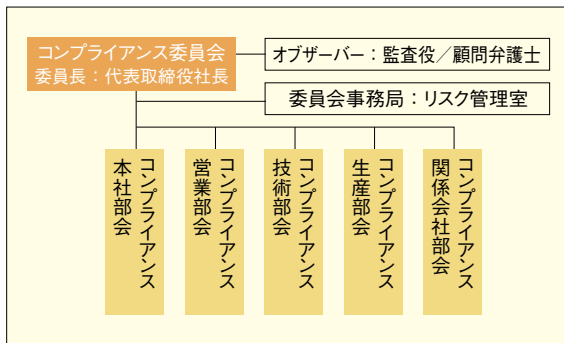 コンプライアンス委員会
委員長：代表取締役社長
オブザーバー：監査役／顧問弁護士
委員会事務局：リスク管理室
コンプライアンス
本社部会
コンプライアンス
営業部会
コンプライアンス
技術部会
コンプライアンス
生産部会
コンプライアンス
関係会社部会